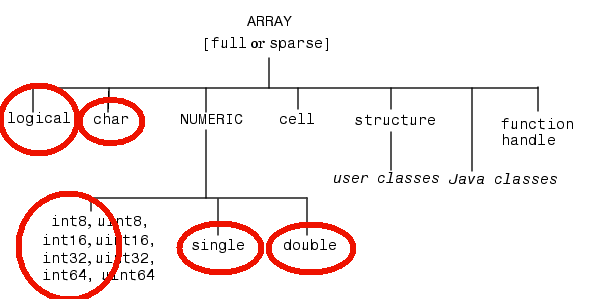 ARRAY
[full or sparse]
logical char NUMERIC cell structure function
handle
user classes Java classes
int8, uint8,
int16, uint16,
int32, uint32,
int64, uint64
single double